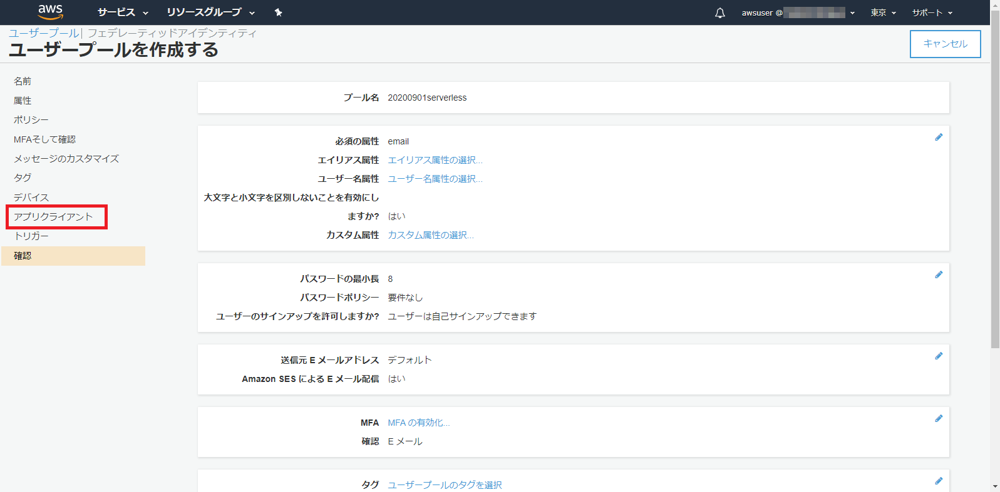 aws
サービス
リソースグループ
awsuser @
東京
サポート
ユーザープール| フェデレーティッドアイデンティティ
ユーザープールを作成する
キャンセル
名前
属性
ポリシー
MFAそして確認
メッセージのカスタマイズ
タグ
デバイス
アプリクライアント
トリガー
確認
プール名 20200901serverless
必須の属性 email
エイリアス属性 エイリアス属性の選択...
ユーザー名属性 ユーザー名属性の選択...
大文字と小文字を区別しないことを有効にし
ますか? はい
カスタム属性 カスタム属性の選択...
パスワードの最小長 8
パスワードポリシー 要件なし
ユーザーのサインアップを許可しますか? ユーザーは自己サインアップできます
送信元 E メールアドレス デフォルト
Amazon SES による E メール配信 はい
MFA MFA の有効化...
確認 E メール
タグ ユーザープールのタグを選択